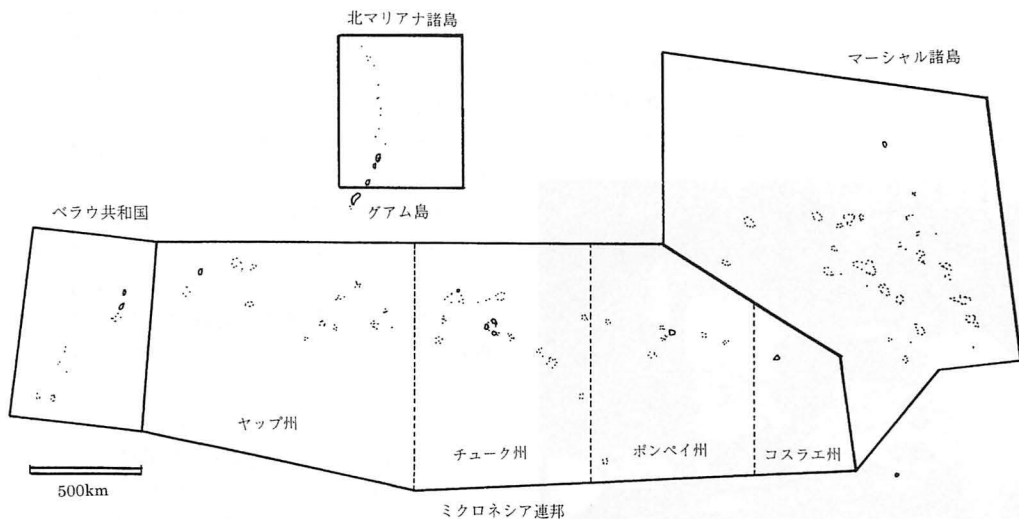 北マリアナ諸島
マーシャル諸島
グアム島
ベラウ共和国
ヤップ州
チューク州
ポンペイ州
コスラエ州
500km
ミクロネシア連邦